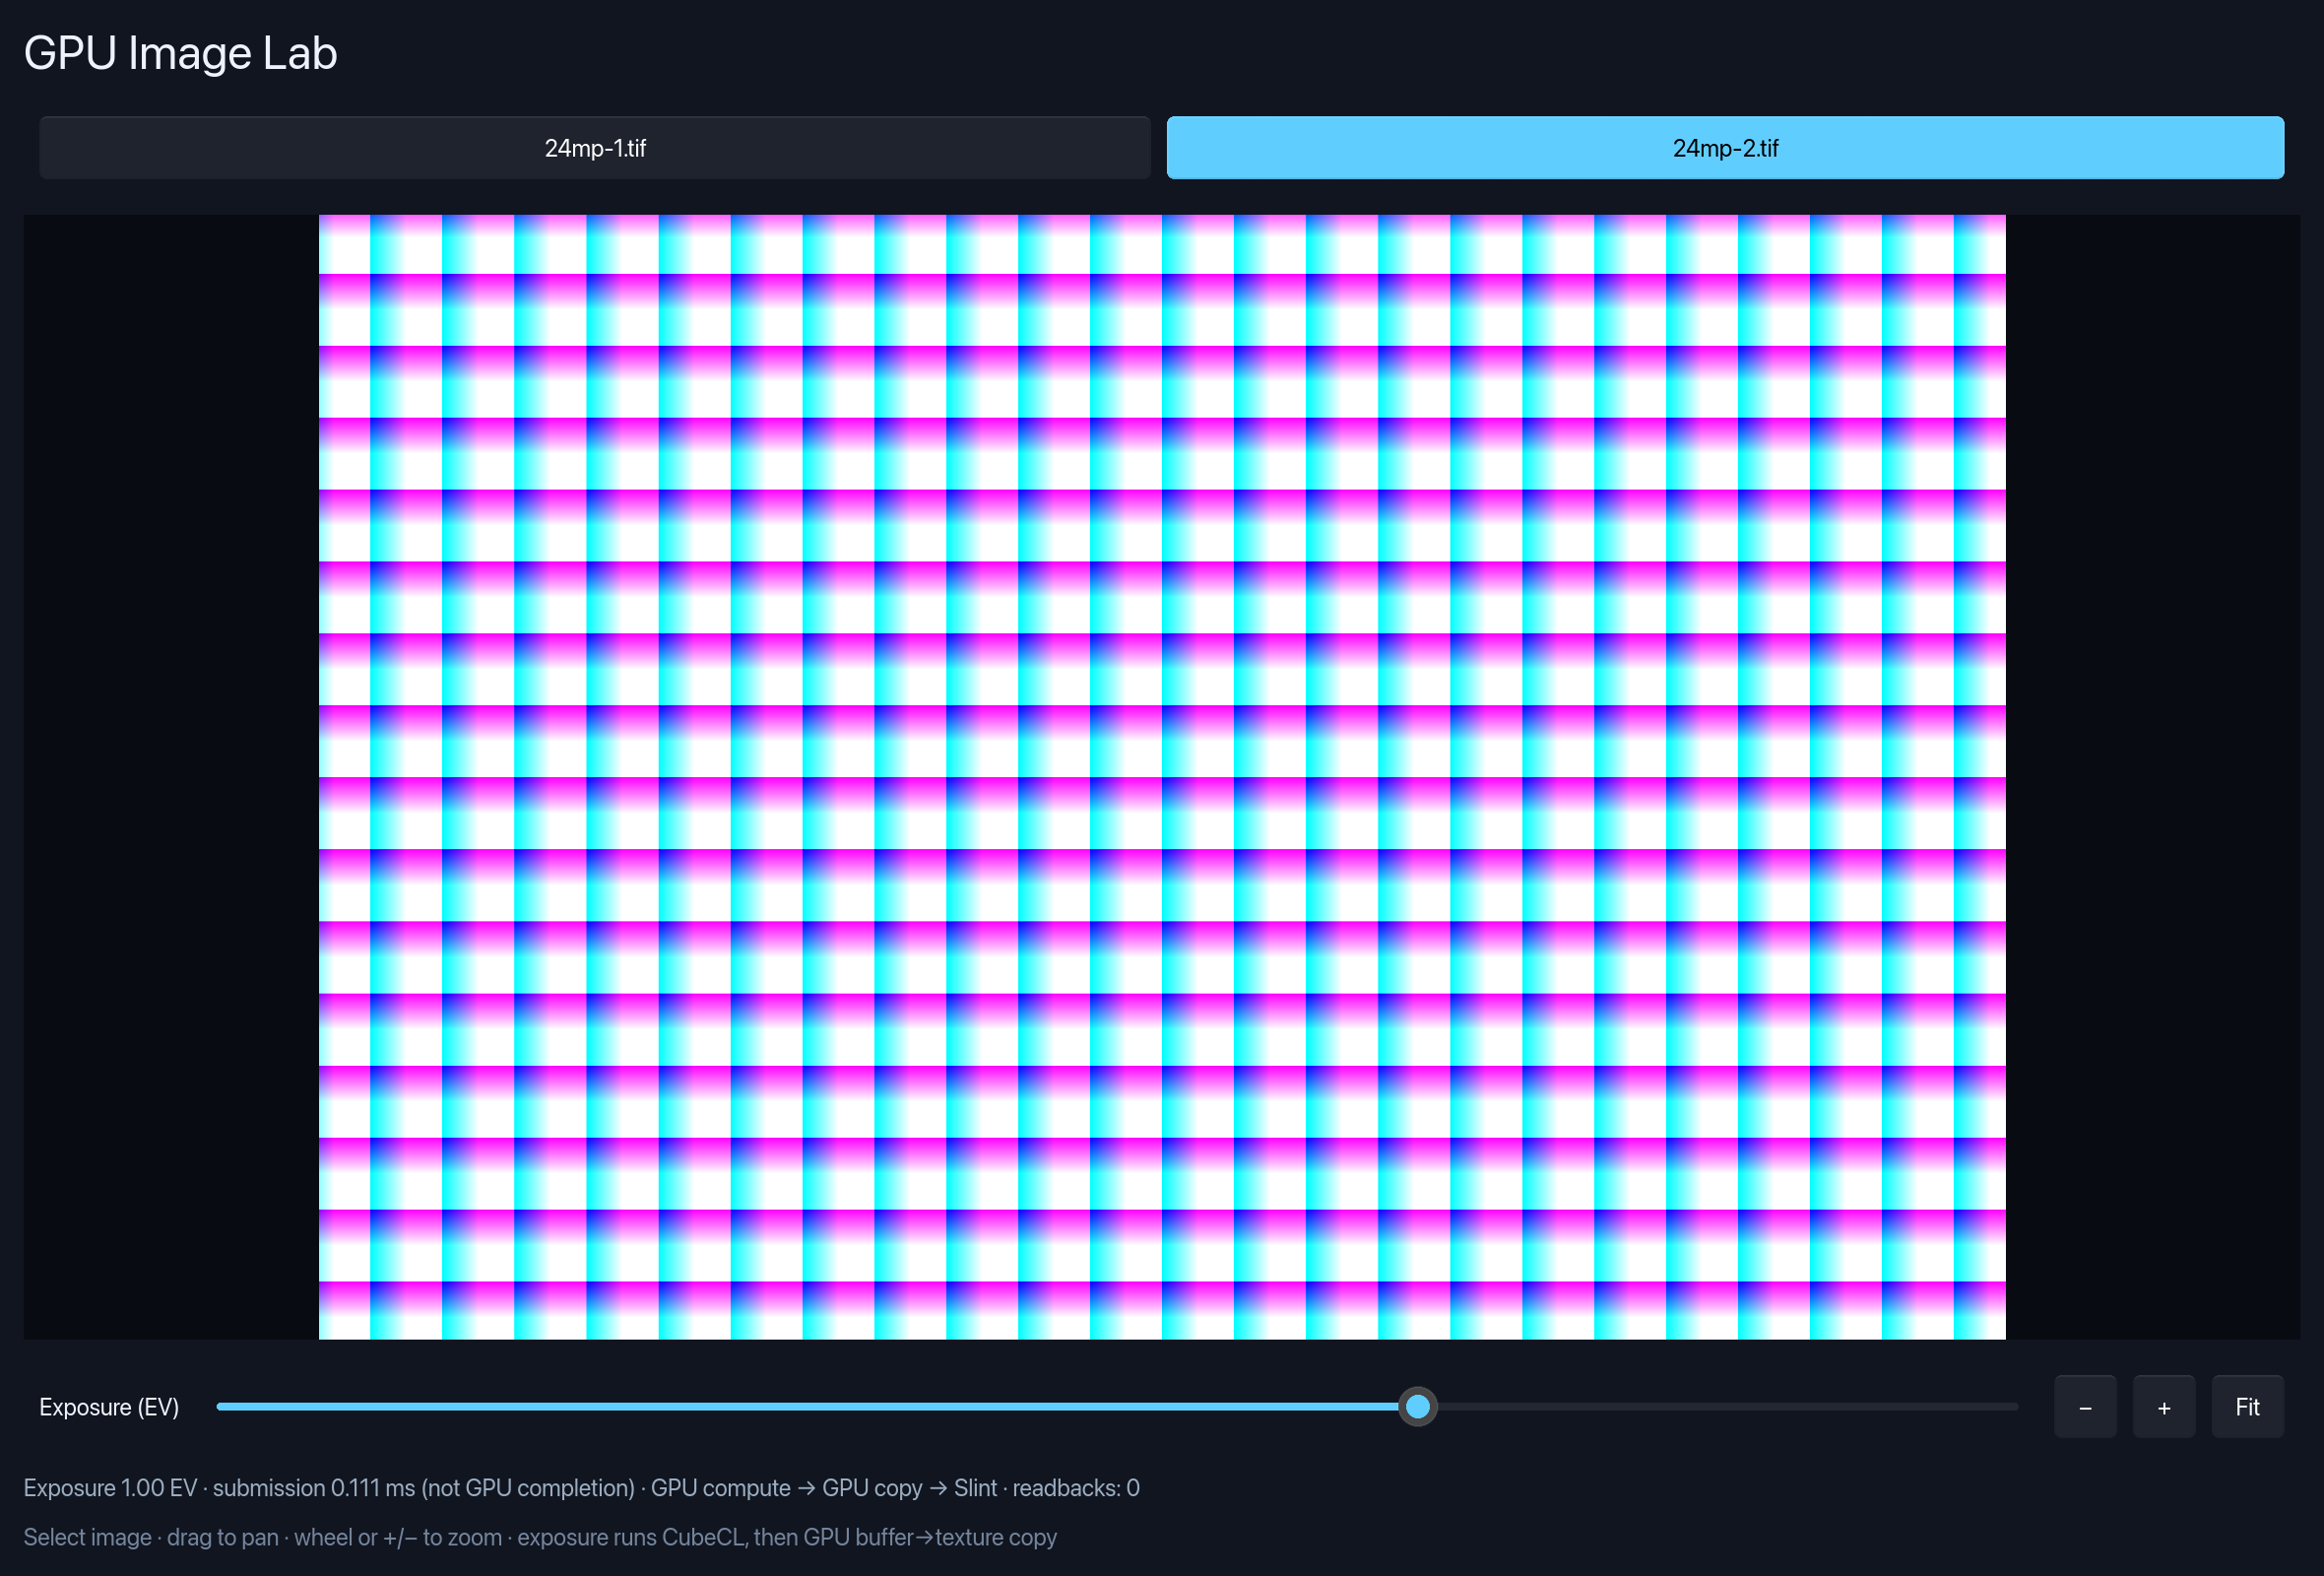 GPU Image Lab
24mp-1.tif
24mp-2.tif
Exposure (EV)
−
+
Fit
Exposure 1.00 EV · submission 0.111 ms (not GPU completion) · GPU compute → GPU copy → Slint · readbacks: 0
Select image · drag to pan · wheel or +/− to zoom · exposure runs CubeCL, then GPU buffer→texture copy